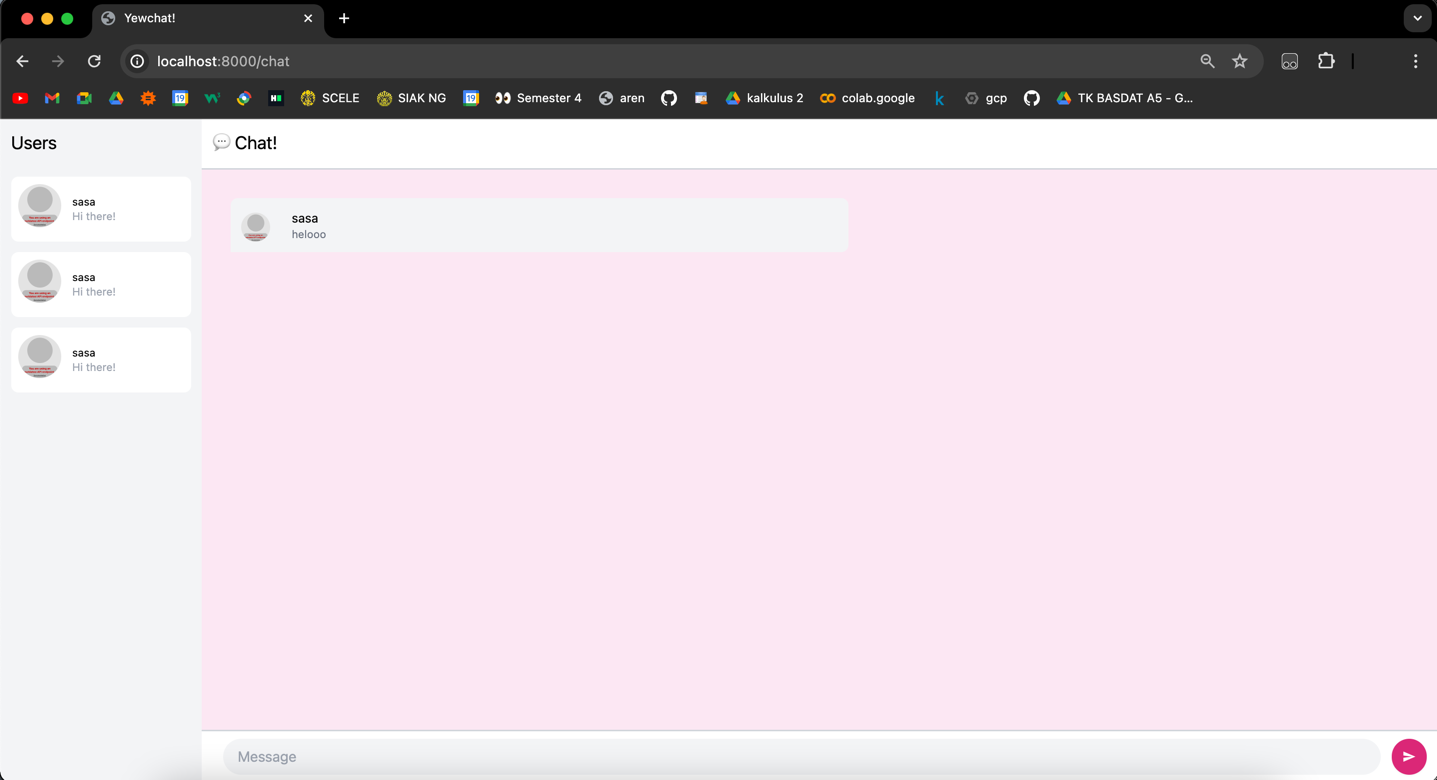 Yewchat!
localhost:8000/chat
SCELE
SIAK NG
Semester 4
aren
kalkulus 2
colab.google
gcp
TK BASDAT A5 - G...
Users
💬 Chat!
sasa
Hi there!
sasa
Hi there!
sasa
Hi there!
sasa
helooo
Message